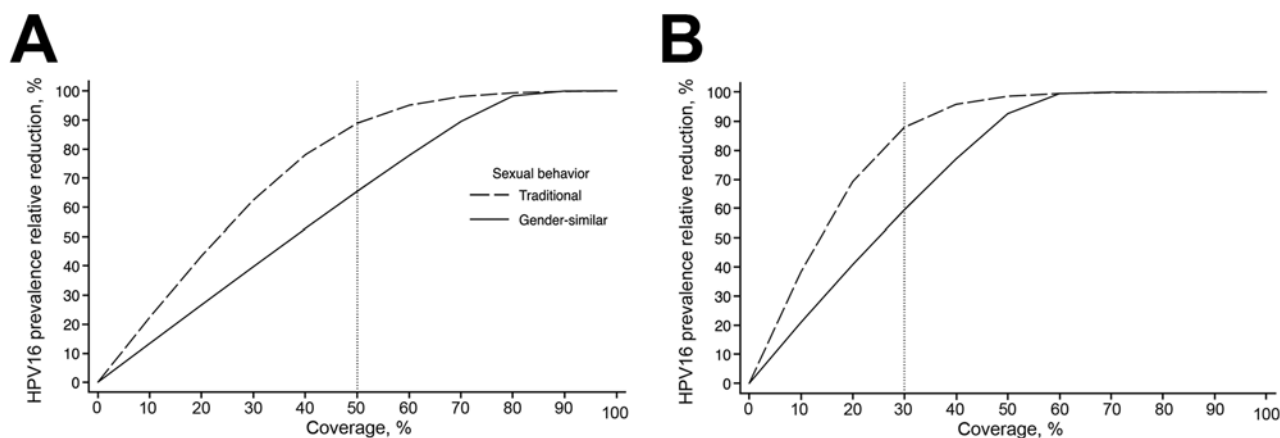 A
HPV16 prevalence relative reduction, %
100
90
80
70
60
50
40
30
20
10
0
Sexual behavior
Traditional
Gender-similar
0 10 20 30 40 50 60 70 80 90 100
Coverage, %
B
HPV16 prevalence relative reduction, %
100
90
80
70
60
50
40
30
20
10
0
0 10 20 30 40 50 60 70 80 90 100
Coverage, %